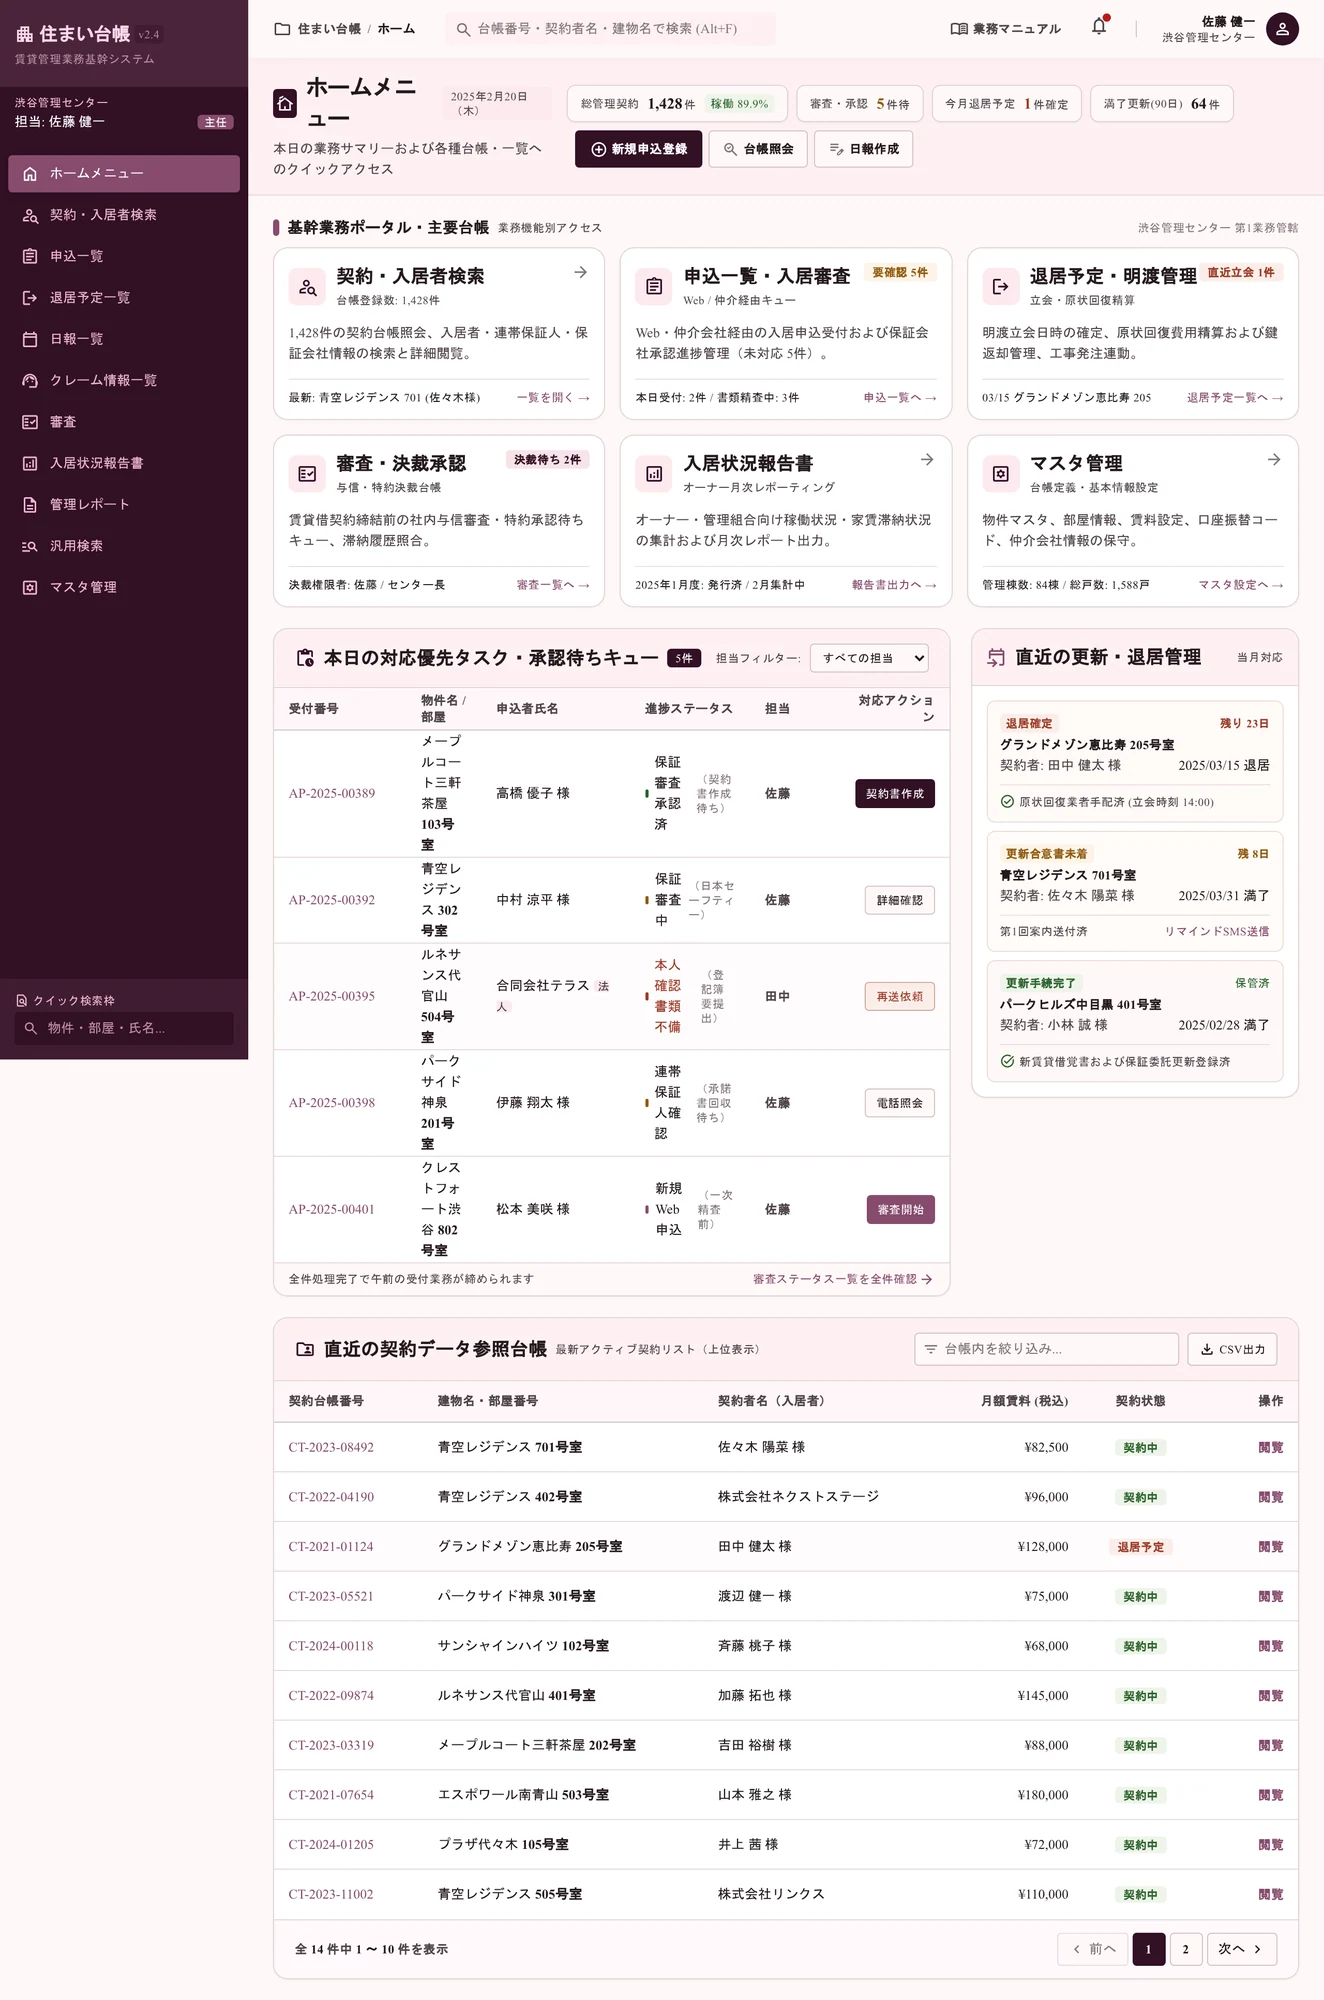 住まい台帳 v2.4
賃貸管理業務基幹システム
渋谷管理センター
担当: 佐藤 健一 主任
ホームメニュー
契約・入居者検索
申込一覧
退居予定一覧
日報一覧
クレーム情報一覧
審査
入居状況報告書
管理レポート
汎用検索
マスタ管理
クイック検索枠
物件・部屋・氏名...
住まい台帳 / ホーム
台帳番号・契約者名・建物名で検索 (Alt+F)
業務マニュアル
佐藤 健一
渋谷管理センター
ホームメニ
ュー
2025年2月20日
（木）
本日の業務サマリーおよび各種台帳・一覧へ
のクイックアクセス
総管理契約 1,428 件 稼働 89.9%
審査・承認 5 件待
今月退居予定 1 件確定
満了更新(90日) 64 件
新規申込登録
台帳照会
日報作成
基幹業務ポータル・主要台帳 業務機能別アクセス
渋谷管理センター 第1業務管轄
契約・入居者検索
台帳登録数: 1,428件
1,428件の契約台帳照会、入居者・連帯保証人・保
証会社情報の検索と詳細閲覧。
最新: 青空レジデンス 701 (佐々木様) 一覧を開く →
申込一覧・入居審査 要確認 5件
Web / 仲介経由キュー
Web・仲介会社経由の入居申込受付および保証会
社承認進捗管理（未対応 5件）。
本日受付: 2件 / 書類精査中: 3件 申込一覧へ →
退居予定・明渡管理 直近立会 1件
立会・原状回復精算
明渡立会日時の確定、原状回復費用精算および鍵
返却管理、工事発注連動。
03/15 グランドメゾン恵比寿 205 退居予定一覧へ →
審査・決裁承認 決裁待ち 2件
与信・特約決裁台帳
賃貸借契約締結前の社内与信審査・特約承認待ち
キュー、滞納履歴照合。
決裁権限者: 佐藤 / センター長 審査一覧へ →
入居状況報告書
オーナー月次レポーティング
オーナー・管理組合向け稼働状況・家賃滞納状況
の集計および月次レポート出力。
2025年1月度: 発行済 / 2月集計中 報告書出力へ →
マスタ管理
台帳定義・基本情報設定
物件マスタ、部屋情報、賃料設定、口座振替コー
ド、仲介会社情報の保守。
管理棟数: 84棟 / 総戸数: 1,588戸 マスタ設定へ →
本日の対応優先タスク・承認待ちキュー 5件 担当フィルター: すべての担当
受付番号
物件名 /
部屋
申込者氏名 進捗ステータス 担当
対応アクショ
ン
AP-2025-00389
メープ
ルコー
ト三軒
茶屋
103号
室
高橋 優子 様
保証
審査
承認
済
（契約
書作成
待ち）
佐藤
契約書作成
AP-2025-00392
青空レ
ジデン
ス 302
号室
中村 涼平 様
保証
審査
中
（日本セ
ーフティ
ー）
佐藤
詳細確認
AP-2025-00395
ルネサ
ンス代
官山
504号
室
合同会社テラス 法
人
本人
確認
書類
不備
（登
記簿
要提
出）
田中
再送依頼
AP-2025-00398
パーク
サイド
神泉
201号
室
伊藤 翔太 様
連帯
保証
人確
認
（承諾
書回収
待ち）
佐藤
電話照会
AP-2025-00401
クレス
トフォ
ート渋
谷 802
号室
松本 美咲 様
新規
Web
申込
（一次
精査
前）
佐藤
審査開始
全件処理完了で午前の受付業務が締められます 審査ステータス一覧を全件確認 →
直近の更新・退居管理 当月対応
退居確定 残り 23日
グランドメゾン恵比寿 205号室
契約者: 田中 健太 様 2025/03/15 退居
原状回復業者手配済 (立会時刻 14:00)
更新合意書未着 残 8日
青空レジデンス 701号室
契約者: 佐々木 陽菜 様 2025/03/31 満了
第1回案内送付済 リマインドSMS送信
更新手続完了 保管済
パークヒルズ中目黒 401号室
契約者: 小林 誠 様 2025/02/28 満了
新賃貸借覚書および保証委託更新登録済
直近の契約データ参照台帳 最新アクティブ契約リスト（上位表示） 台帳内を絞り込み... CSV出力
契約台帳番号 建物名・部屋番号 契約者名（入居者） 月額賃料 (税込) 契約状態 操作
CT-2023-08492 青空レジデンス 701号室 佐々木 陽菜 様 ¥82,500 契約中 閲覧
CT-2022-04190 青空レジデンス 402号室 株式会社ネクストステージ ¥96,000 契約中 閲覧
CT-2021-01124 グランドメゾン恵比寿 205号室 田中 健太 様 ¥128,000 退居予定 閲覧
CT-2023-05521 パークサイド神泉 301号室 渡辺 健一 様 ¥75,000 契約中 閲覧
CT-2024-00118 サンシャインハイツ 102号室 斉藤 桃子 様 ¥68,000 契約中 閲覧
CT-2022-09874 ルネサンス代官山 401号室 加藤 拓也 様 ¥145,000 契約中 閲覧
CT-2023-03319 メープルコート三軒茶屋 202号室 吉田 裕樹 様 ¥88,000 契約中 閲覧
CT-2021-07654 エスポワール南青山 503号室 山本 雅之 様 ¥180,000 契約中 閲覧
CT-2024-01205 プラザ代々木 105号室 井上 茜 様 ¥72,000 契約中 閲覧
CT-2023-11002 青空レジデンス 505号室 株式会社リンクス ¥110,000 契約中 閲覧
全 14 件中 1 〜 10 件を表示 前へ 1 2 次へ